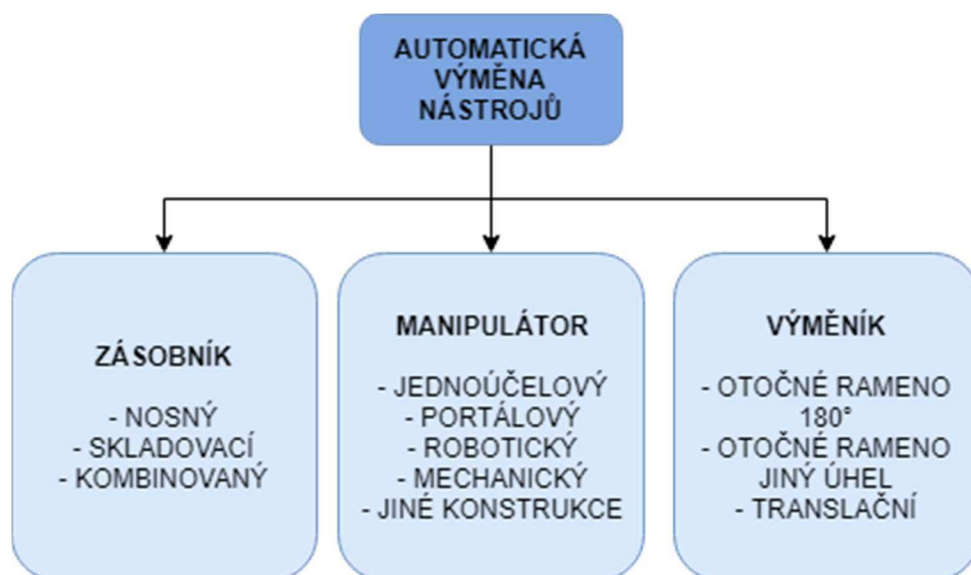 AUTOMATICKÁ
VÝMĚNA
NÁSTROJŮ
ZÁSOBNÍK
- NOSNÝ
- SKLADOVACÍ
- KOMBINOVANÝ
MANIPULÁTOR
- JEDNOÚČELOVÝ
- PORTÁLOVÝ
- ROBOTICKÝ
- MECHANICKÝ
- JINÉ KONSTRUKCE
VÝMĚNÍK
- OTOČNÉ RAMENO
180°
- OTOČNÉ RAMENO
JINÝ ÚHEL
- TRANSLAČNÍ